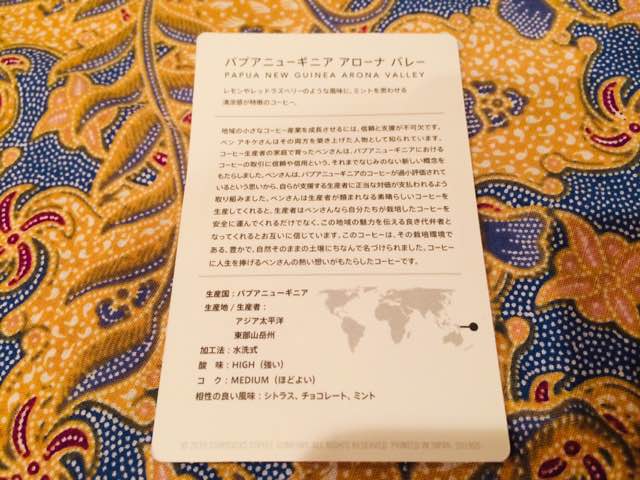 パプアニューギニア アローナ バレー
PAPUA NEW GUINEA ARONA VALLEY
レモンやレッドラズベリーのような風味に、ミントを思わせる
清涼感が特徴のコーヒー。
地域の小さなコーヒー産業を成長させるには、信頼と支援が不可欠です。
ベン アキケさんはその両方を築き上げた人物として知られています。
コーヒー生産者の家庭で育ったベンさんは、パプアニューギニアにおける
コーヒーの取引に信頼や信用という、それまでなじみのない新しい概念を
もたらしました。ベンさんは、パプアニューギニアのコーヒーが過小評価されて
いるという思いから、自らが支援する生産者に正当な対価が支払われるよう
取り組みました。ベンさんは生産者が類まれなる素晴らしいコーヒーを
生産してくれると、生産者はベンさんなら自分たちが栽培したコーヒーを
安全に運んでくれるだけでなく、この地域の魅力を伝える良き代弁者と
なってくれるとお互いに信じています。このコーヒーは、その栽培環境で
ある、豊かで、自然そのままの土壌にちなんで名づけられました。コーヒー
に人生を捧げるベンさんの熱い想いがもたらしたコーヒーです。
生産国：パプアニューギニア
生産地 / 生産者：
アジア太平洋
東部山岳州
加工法：水洗式
酸 味：HIGH（強い）
コ ク：MEDIUM（ほどよい）
相性の良い風味：シトラス、チョコレート、ミント
STARBUCKS COFFEE COMPANY. ALL RIGHTS RESERVED. PRINTED IN JAPAN.